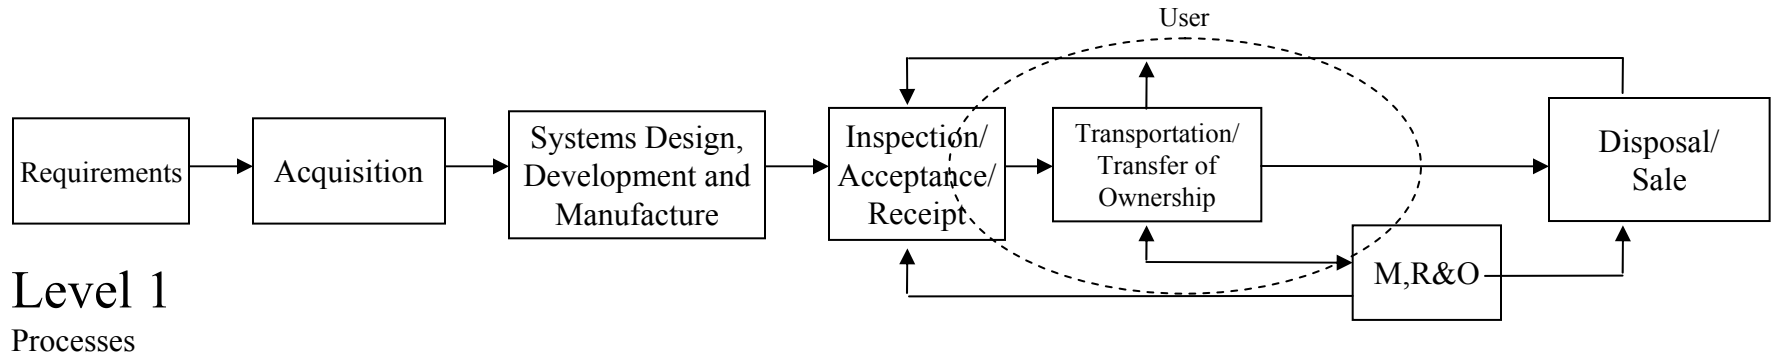 User
Requirements
Acquisition
Systems Design,
Development and
Manufacture
Inspection/
Acceptance/
Receipt
Transportation/
Transfer of
Ownership
Disposal/
Sale
M,R&O
Level 1
Processes